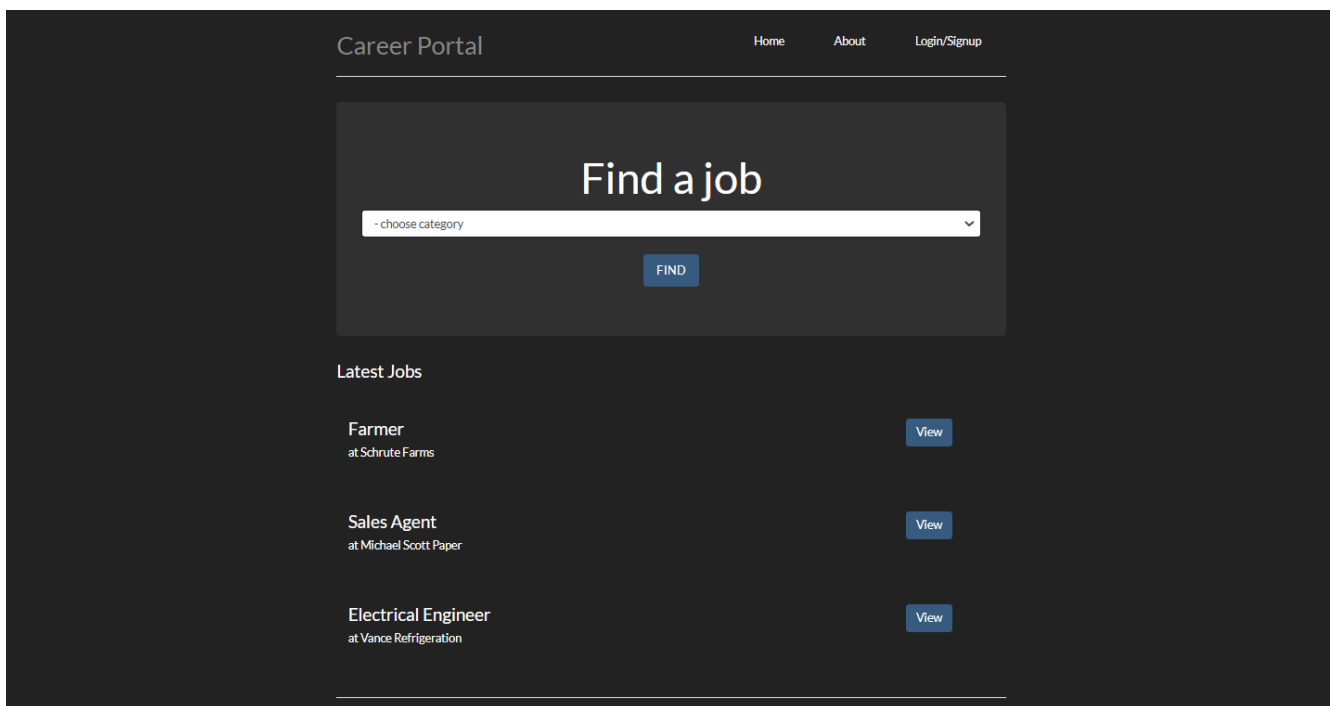 Career Portal
Home About Login/Signup
Find a job
- choose category
FIND
Latest Jobs
Farmer
at Schrute Farms
View
Sales Agent
at Michael Scott Paper
View
Electrical Engineer
at Vance Refrigeration
View